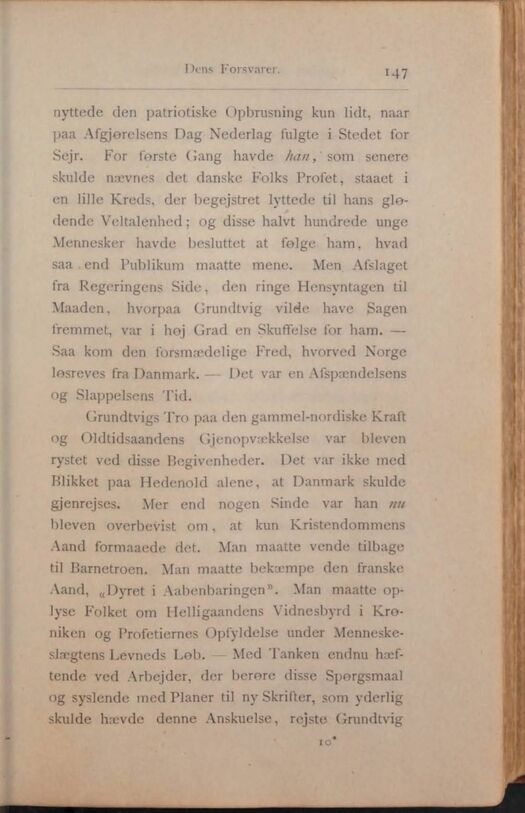 Dens Forsvarer.
147
nyttede den patriotiske Opbrusning kun lidt, naar
paa Afgjørelsens Dag Nederlag fulgte i Stedet for
Sejr. For første Gang havde han, som senere
skulde nævnes det danske Folks Profet, staaet i
en lille Kreds, der begejstret lyttede til hans glø-
dende Veltalenhed; og disse halvt hundrede unge
Mennesker havde besluttet at følge ham, hvad
saa end Publikum maatte mene. Men Afslaget
fra Regeringens Side, den ringe Hensyntagen til
Maaden, hvorpaa Grundtvig vilde have Sagen
fremmet, var i høj Grad en Skuffelse for ham. —
Saa kom den forsmædelige Fred, hvorved Norge
løsreves fra Danmark. — Det var en Afspændelsens
og Slappelsens Tid.
Grundtvigs Tro paa den gammel-nordiske Kraft
og Oldtidsaandens Gjenopvækkelse var bleven
rystet ved disse Begivenheder. Det var ikke med
Blikket paa Hedenold alene, at Danmark skulde
gjenrejses. Mer end nogen Sinde var han nu
bleven overbevist om, at kun Kristendommens
Aand formaaede det. Man maatte vende tilbage
til Barnetroen. Man maatte bekæmpe den franske
Aand, „Dyret i Aabenbaringen”. Man maatte op-
lyse Folket om Helligaandens Vidnesbyrd i Krø-
niken og Profetiernes Opfyldelse under Menneske-
slægtens Levneds Løb. — Med Tanken endnu hæf-
tende ved Arbejder, der berøre disse Spørgsmaal
og syslende med Planer til ny Skrifter, som yderlig
skulde hævde denne Anskuelse, rejste Grundtvig
10*